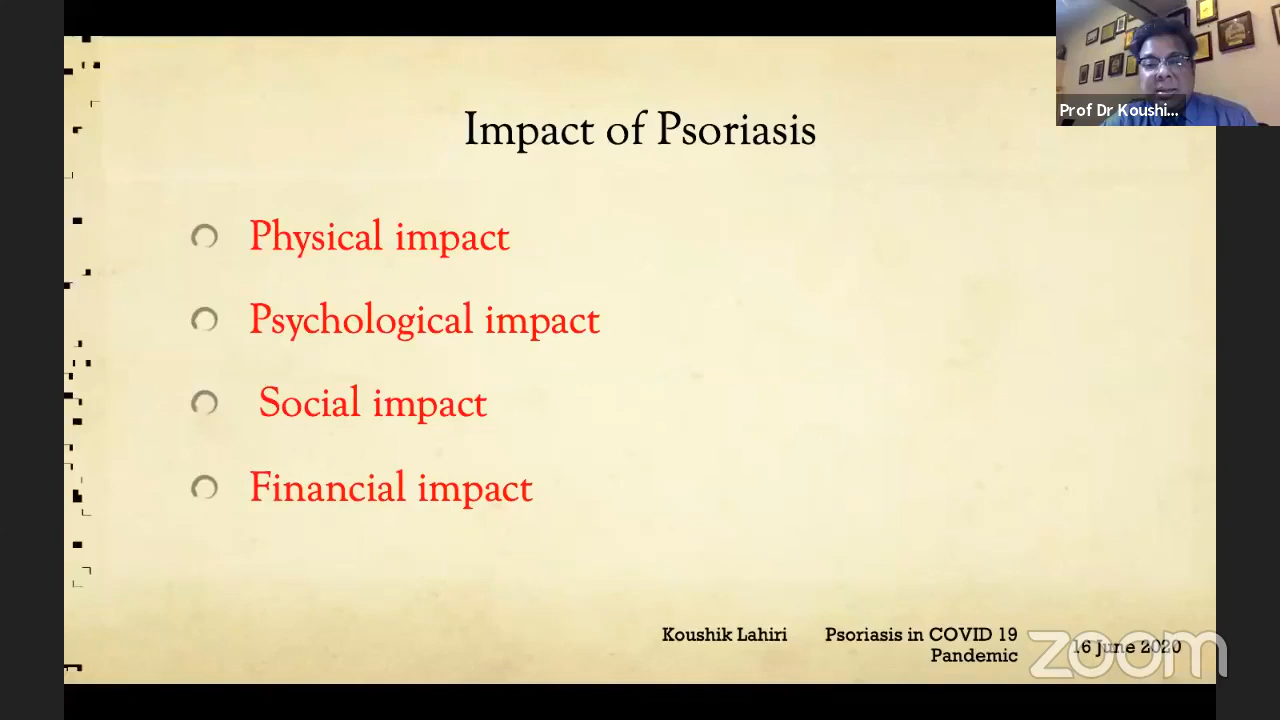 Prof Dr Koushi...
Impact of Psoriasis
Physical impact
Psychological impact
Social impact
Financial impact
Koushik Lahiri
Psoriasis in COVID 19
Pandemic
16 June 2020
zoom